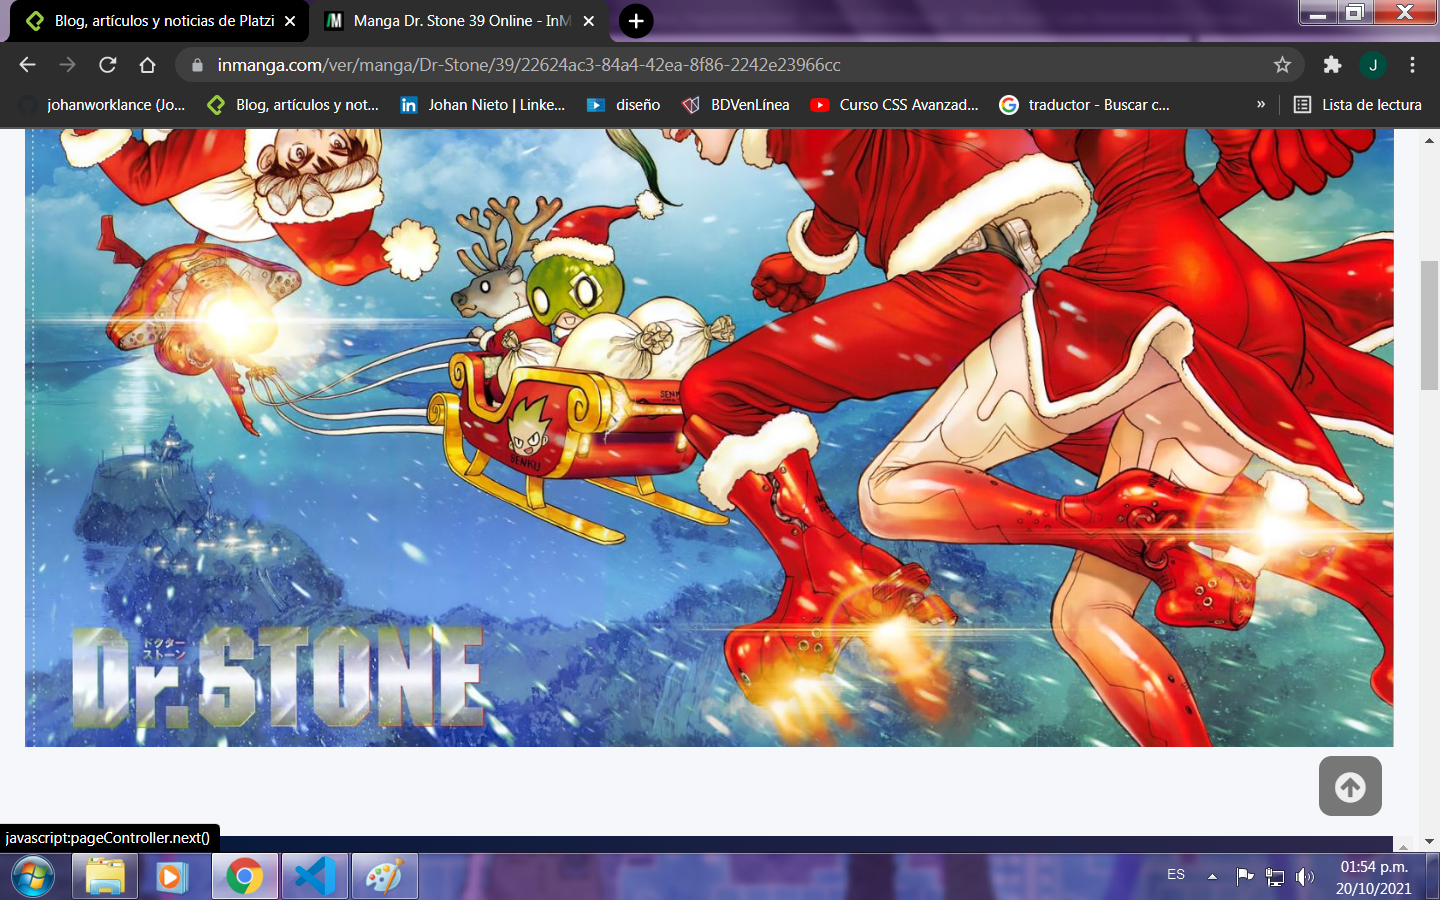 Blog, artículos y noticias de Platzi
Manga Dr. Stone 39 Online - InM
inmanga.com/ver/manga/Dr-Stone/39/22624ac3-84a4-42ea-8f86-2242e23966cc
J
johanworklance (Jo...
Blog, artículos y not...
Johan Nieto | Linke...
diseño
BDVenLínea
Curso CSS Avanzad...
traductor - Buscar c...
»
Lista de lectura
SENKU
ドクター
ストーン
Dr.STONE
javascript:pageController.next()
ES
01:54 p.m.
20/10/2021